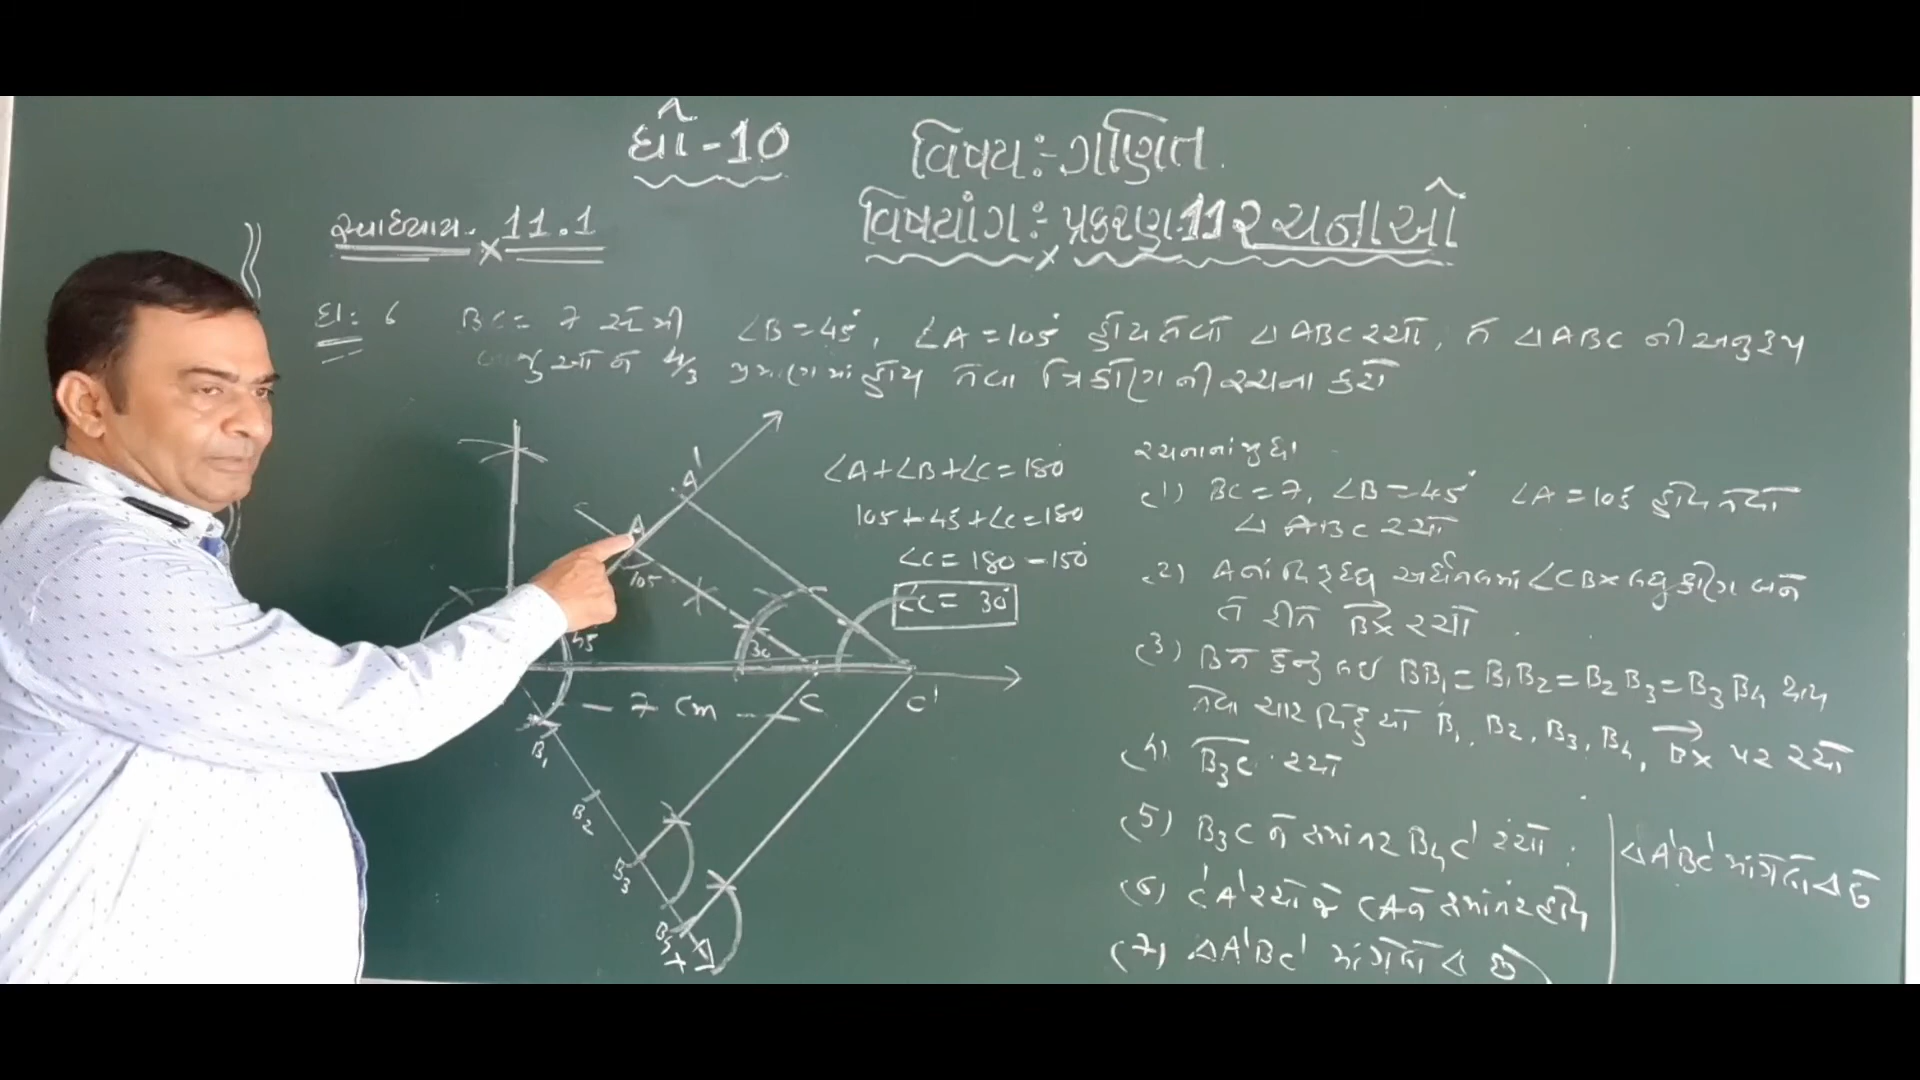 ધો-10
વિષય:- ગણિત.
વિષયાંગ:- પ્રકરણ 11 રચનાઓ
સ્વાધ્યાય. 11.1
દા: 6 BC = 7 સેમી ∠B = 45°, ∠A = 105° હોય તેવો △ ABC રચો, તે △ ABC ની અનુરૂપ
બાજુઓ ને 4/3 પ્રમાણમાં હોય તેવા ત્રિકોણ ની રચના કરો
A'
A
105
45
30
- 7 cm -
C
C'
B1
B2
B3
X
∠A + ∠B + ∠C = 180
105 + 45 + ∠C = 180
∠C = 180 - 150
∠C = 30°
રચનાનાં મુદ્દા
(1) BC = 7, ∠B = 45° ∠A = 105 હોય તેવો
△ ABC રચો
(2) A નાં વિરૂદ્ધ અર્ધતલમાં ∠CBX લઘુકોણ બને
તે રીતે BX રચો
(3) B ને કેન્દ્ર લઇ BB1 = B1B2 = B2B3 = B3B4 થાય
તેવા ચાર બિંદુઓ B1, B2, B3, B4, BX પર રચો
(4) B3C રચો
(5) B3C ને સમાંતર B4C' રચો
(6) C'A' રચો જે CA ને સમાંતર હોય
(7) △A'BC' માંગેલો △ છે
△A'BC' માંગેલો △ છે